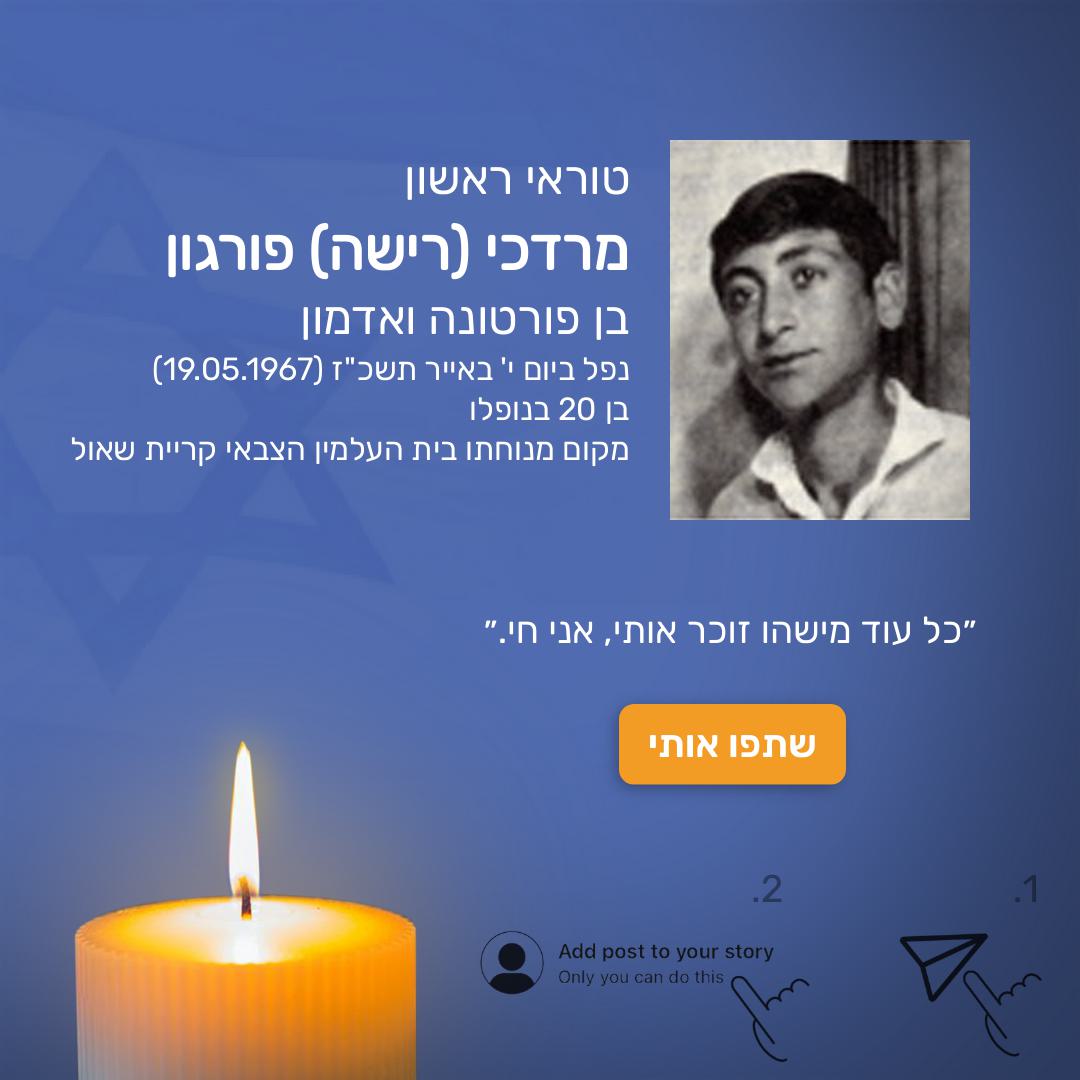 טוראי ראשון
מרדכי (רישה) פורגון
בן פורטונה ואדמון
נפל ביום י' באייר תשכ"ז (19.05.1967)
בן 20 בנופלו
מקום מנוחתו בית העלמין הצבאי קריית שאול
״כל עוד מישהו זוכר אותי, אני חי.״
שתפו אותי
.1
.2
Add post to your story
Only you can do this